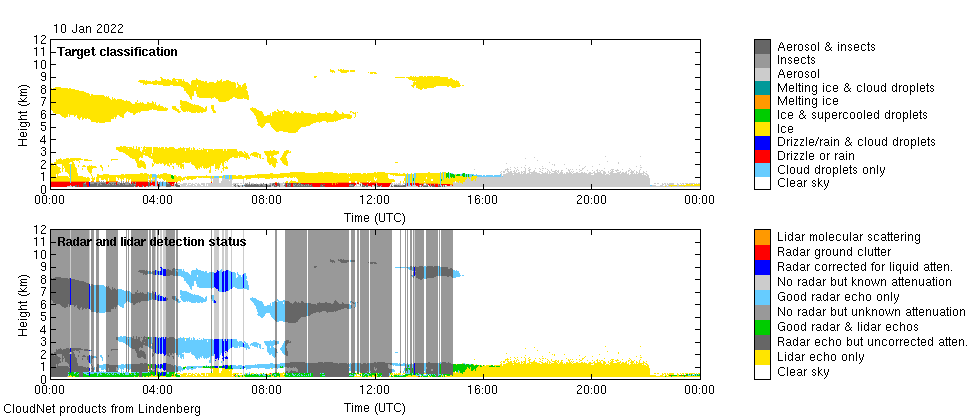 10 Jan 2022
12
Target classification
11
10
9
8
7
6
5
4
3
2
1
0
Height (km)
00:00 04:00 08:00 12:00 16:00 20:00 00:00
Time (UTC)
Aerosol & insects
Insects
Aerosol
Melting ice & cloud droplets
Melting ice
Ice & supercooled droplets
Ice
Drizzle/rain & cloud droplets
Drizzle or rain
Cloud droplets only
Clear sky
12
Radar and lidar detection status
11
10
9
8
7
6
5
4
3
2
1
0
Height (km)
00:00 04:00 08:00 12:00 16:00 20:00 00:00
Time (UTC)
Lidar molecular scattering
Radar ground clutter
Radar corrected for liquid atten.
No radar but known attenuation
Good radar echo only
No radar but unknown attenuation
Good radar & lidar echos
Radar echo but uncorrected atten.
Lidar echo only
Clear sky
CloudNet products from Lindenberg